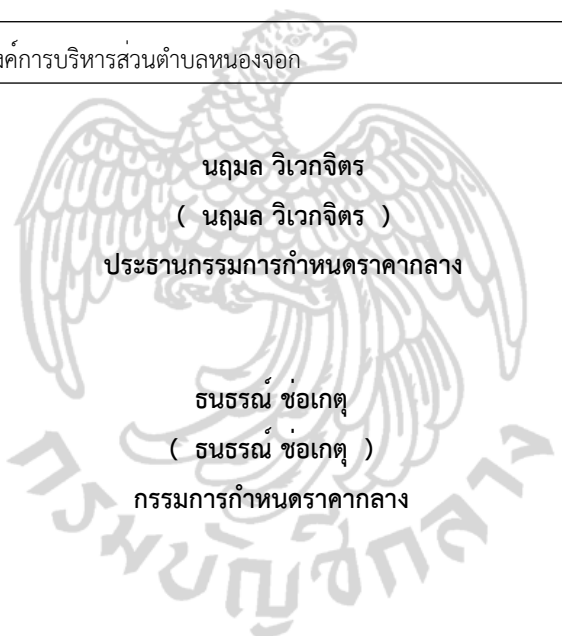 งค์การบริหารส่วนตำบลหนองจอก
นฤมล วิเวกจิตร
( นฤมล วิเวกจิตร )
ประธานกรรมการกำหนดราคากลาง
ธนธรณ์ ช่อเกตุ
( ธนธรณ์ ช่อเกตุ )
กรรมการกำหนดราคากลาง
กรมบัญชีกลาง